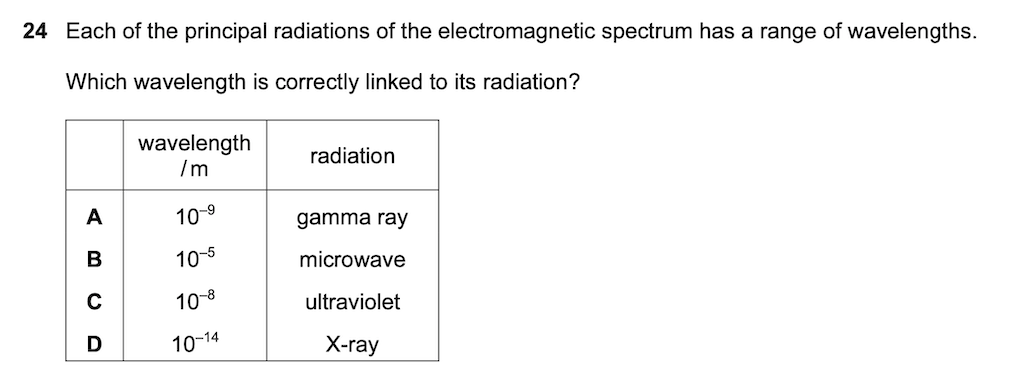 24 Each of the principal radiations of the electromagnetic spectrum has a range of wavelengths.
Which wavelength is correctly linked to its radiation?
wavelength / m radiation
A 10⁻⁹ gamma ray
B 10⁻⁵ microwave
C 10⁻⁸ ultraviolet
D 10⁻¹⁴ X-ray